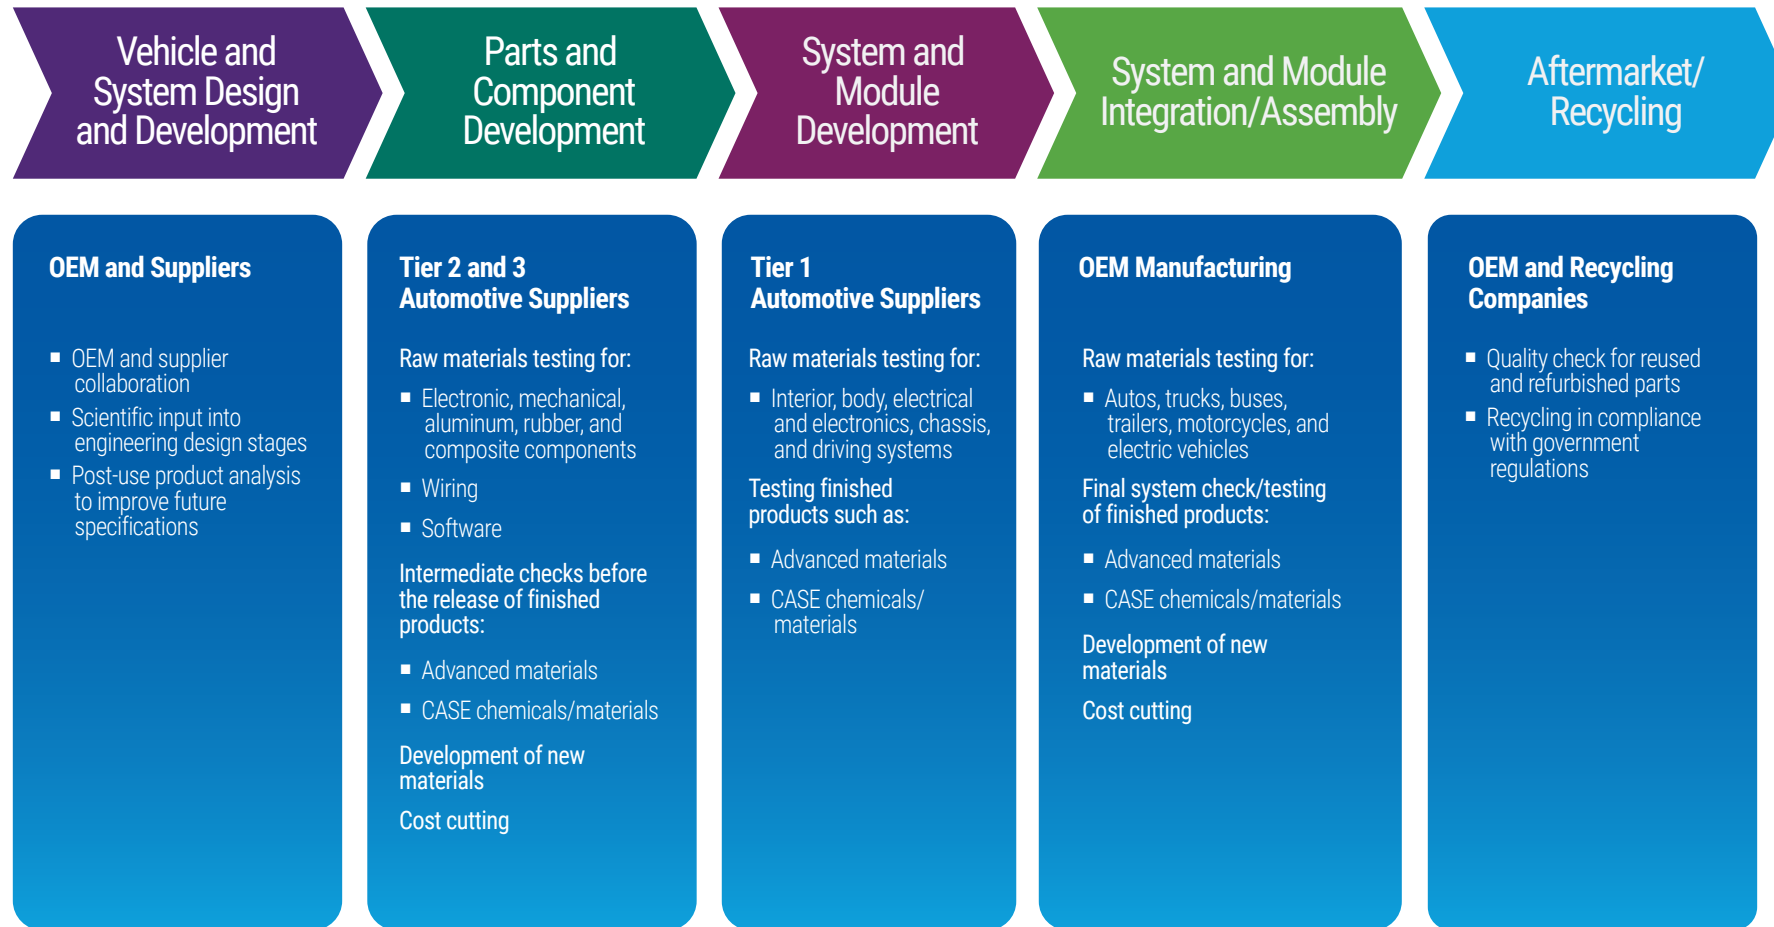 Vehicle and
System Design
and Development
Parts and
Component
Development
System and
Module
Development
System and Module
Integration/Assembly
Aftermarket/
Recycling
OEM and Suppliers
▪ OEM and supplier
collaboration
▪ Scientific input into
engineering design stages
▪ Post-use product analysis
to improve future
specifications
Tier 2 and 3
Automotive Suppliers
Raw materials testing for:
▪ Electronic, mechanical,
aluminum, rubber, and
composite components
▪ Wiring
▪ Software
Intermediate checks before
the release of finished
products:
▪ Advanced materials
▪ CASE chemicals/materials
Development of new
materials
Cost cutting
Tier 1
Automotive Suppliers
Raw materials testing for:
▪ Interior, body, electrical
and electronics, chassis,
and driving systems
Testing finished
products such as:
▪ Advanced materials
▪ CASE chemicals/
materials
OEM Manufacturing
Raw materials testing for:
▪ Autos, trucks, buses,
trailers, motorcycles, and
electric vehicles
Final system check/testing
of finished products:
▪ Advanced materials
▪ CASE chemicals/materials
Development of new
materials
Cost cutting
OEM and Recycling
Companies
▪ Quality check for reused
and refurbished parts
▪ Recycling in compliance
with government
regulations